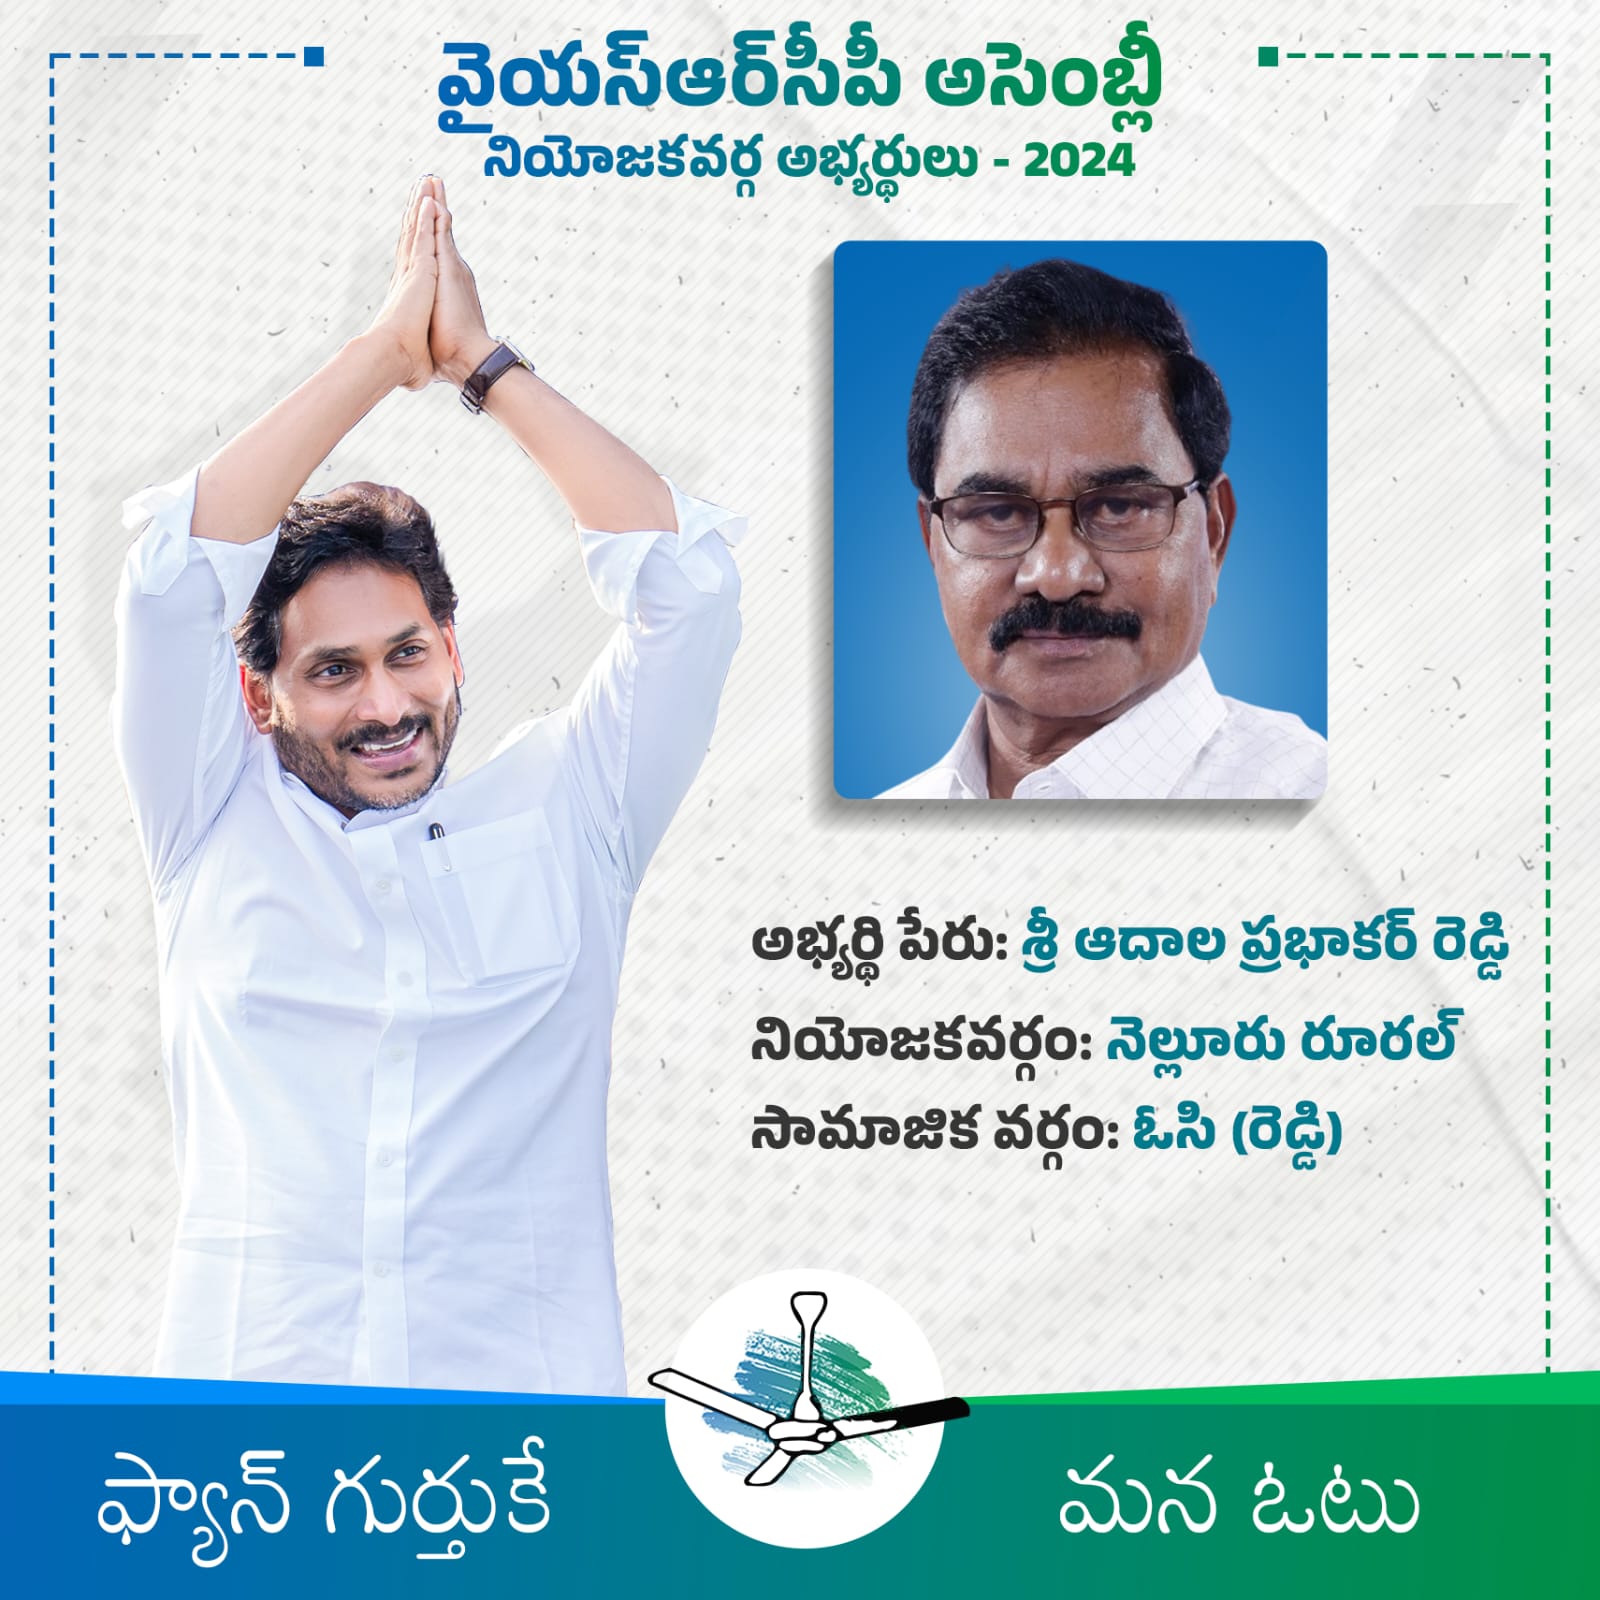 వైయస్ఆర్‌సీపీ అసెంబ్లీ
నియోజకవర్గ అభ్యర్థులు - 2024
అభ్యర్థి పేరు: శ్రీ ఆదాల ప్రభాకర్ రెడ్డి
నియోజకవర్గం: నెల్లూరు రూరల్
సామాజిక వర్గం: ఓసి (రెడ్డి)
ఫ్యాన్ గుర్తుకే మన ఓటు